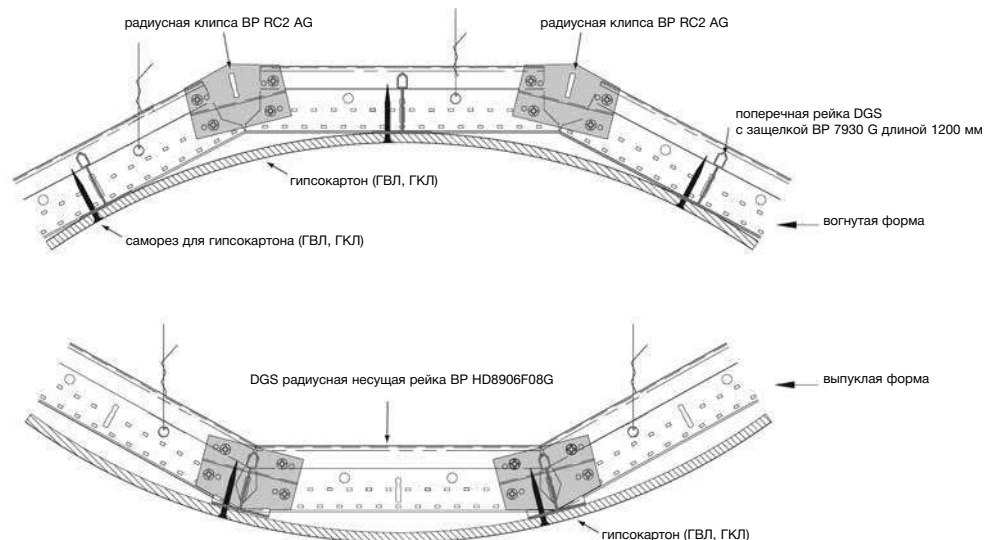 радиусная клипса BP RC2 AG
радиусная клипса BP RC2 AG
поперечная рейка DGS
с защелкой BP 7930 G длиной 1200 мм
гипсокартон (ГВЛ, ГКЛ)
вогнутая форма
саморез для гипсокартона (ГВЛ, ГКЛ)
DGS радиусная несущая рейка BP HD8906F08G
выпуклая форма
гипсокартон (ГВЛ, ГКЛ)